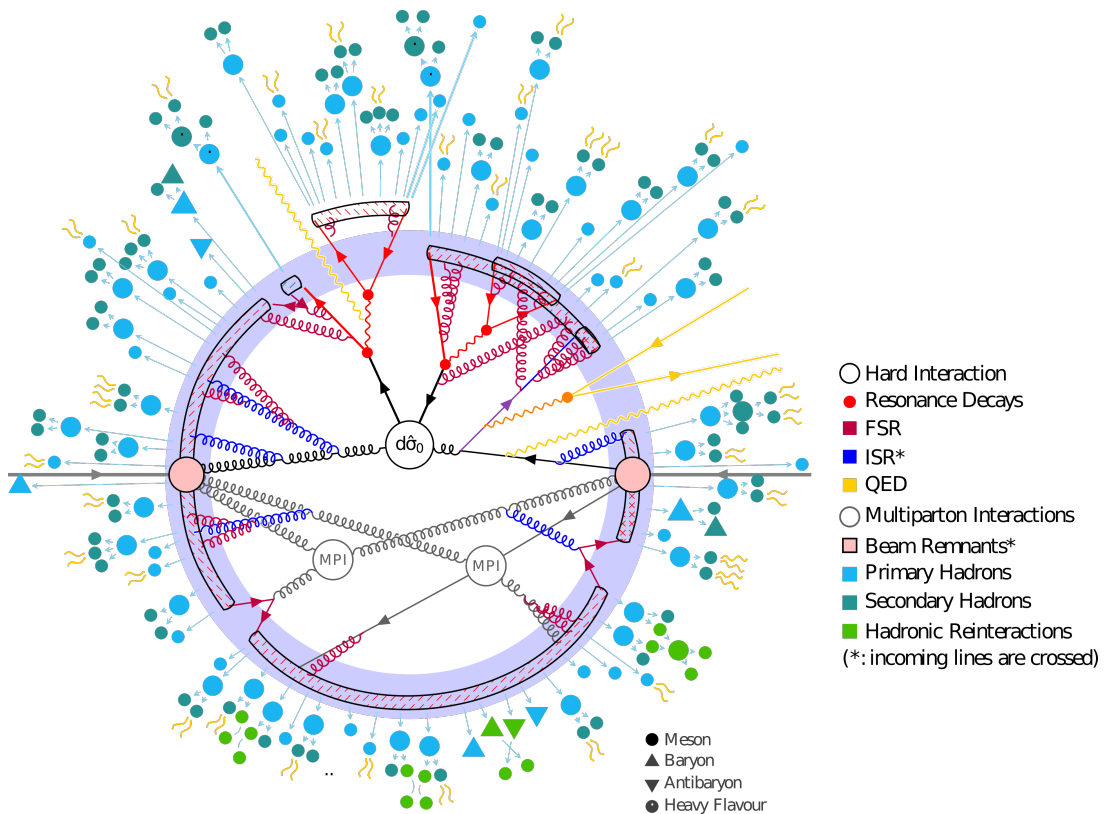 dσ̂₀
MPI
MPI
..
Hard Interaction
Resonance Decays
FSR
ISR*
QED
Multiparton Interactions
Beam Remnants*
Primary Hadrons
Secondary Hadrons
Hadronic Reinteractions
(*: incoming lines are crossed)
Meson
Baryon
Antibaryon
Heavy Flavour